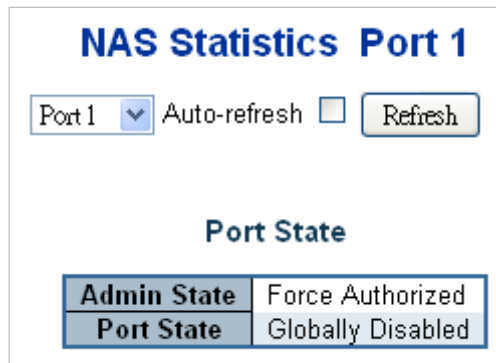 NAS Statistics Port 1
Port 1 Auto-refresh Refresh
Port State
Admin State Force Authorized
Port State Globally Disabled